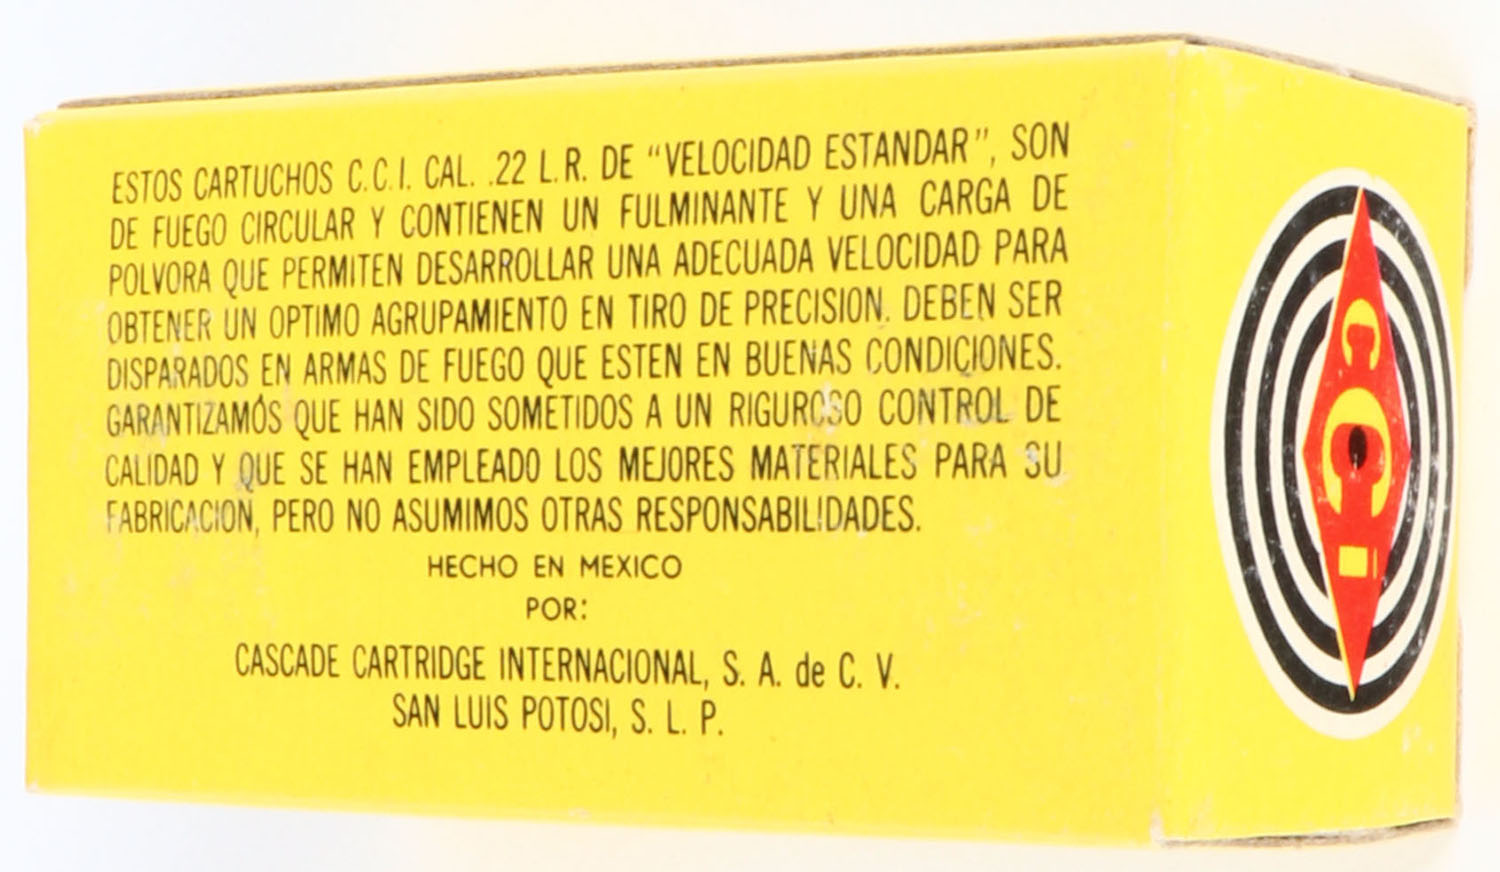 ESTOS CARTUCHOS C.C.I. CAL. .22 L.R. DE "VELOCIDAD ESTANDAR", SON
DE FUEGO CIRCULAR Y CONTIENEN UN FULMINANTE Y UNA CARGA DE
POLVORA QUE PERMITEN DESARROLLAR UNA ADECUADA VELOCIDAD PARA
OBTENER UN OPTIMO AGRUPAMIENTO EN TIRO DE PRECISION. DEBEN SER
DISPARADOS EN ARMAS DE FUEGO QUE ESTEN EN BUENAS CONDICIONES.
GARANTIZAMOS QUE HAN SIDO SOMETIDOS A UN RIGUROSO CONTROL DE
CALIDAD Y QUE SE HAN EMPLEADO LOS MEJORES MATERIALES PARA SU
FABRICACION, PERO NO ASUMIMOS OTRAS RESPONSABILIDADES.
HECHO EN MEXICO
POR:
CASCADE CARTRIDGE INTERNACIONAL, S. A. de C. V.
SAN LUIS POTOSI, S. L. P.
CCi